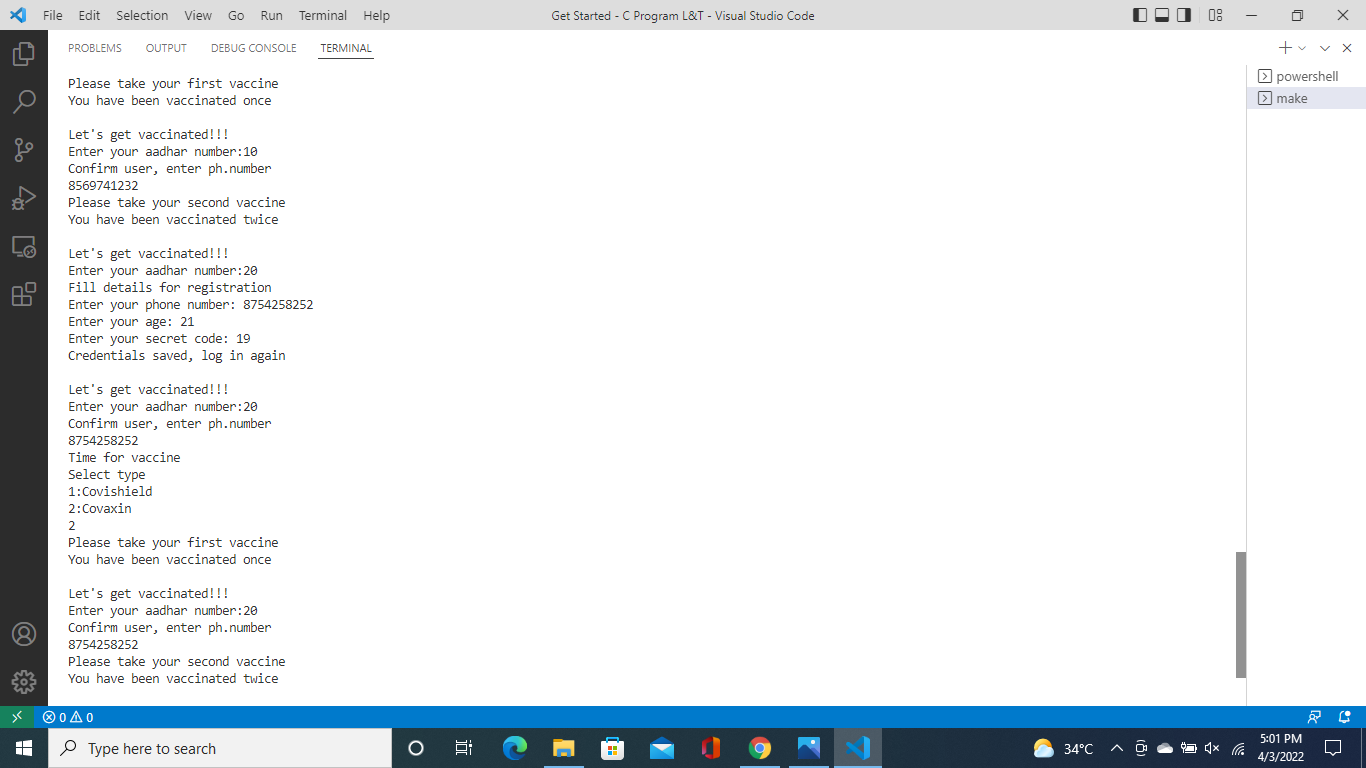 File Edit Selection View Go Run Terminal Help Get Started - C Program L&T - Visual Studio Code
PROBLEMS OUTPUT DEBUG CONSOLE TERMINAL
powershell
make
Please take your first vaccine
You have been vaccinated once
Let's get vaccinated!!!
Enter your aadhar number:10
Confirm user, enter ph.number
8569741232
Please take your second vaccine
You have been vaccinated twice
Let's get vaccinated!!!
Enter your aadhar number:20
Fill details for registration
Enter your phone number: 8754258252
Enter your age: 21
Enter your secret code: 19
Credentials saved, log in again
Let's get vaccinated!!!
Enter your aadhar number:20
Confirm user, enter ph.number
8754258252
Time for vaccine
Select type
1:Covishield
2:Covaxin
2
Please take your first vaccine
You have been vaccinated once
Let's get vaccinated!!!
Enter your aadhar number:20
Confirm user, enter ph.number
8754258252
Please take your second vaccine
You have been vaccinated twice
0 0
Type here to search
34°C
5:01 PM
4/3/2022